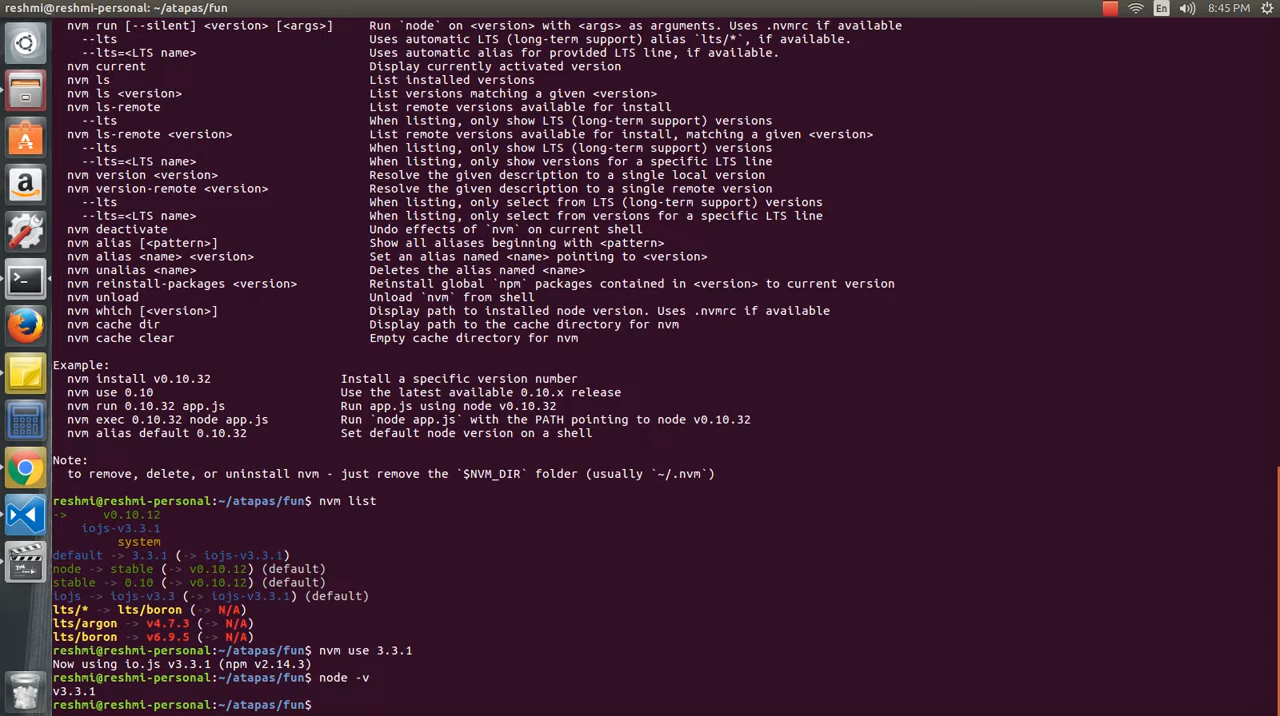 reshmi@reshmi-personal: ~/atapas/fun
En
8:45 PM
nvm run [--silent] <version> [<args>] Run `node` on <version> with <args> as arguments. Uses .nvmrc if available
--lts Uses automatic LTS (long-term support) alias `lts/*`, if available.
--lts=<LTS name> Uses automatic alias for provided LTS line, if available.
nvm current Display currently activated version
nvm ls List installed versions
nvm ls <version> List versions matching a given <version>
nvm ls-remote List remote versions available for install
--lts When listing, only show LTS (long-term support) versions
nvm ls-remote <version> List remote versions available for install, matching a given <version>
--lts When listing, only show LTS (long-term support) versions
--lts=<LTS name> When listing, only show versions for a specific LTS line
nvm version <version> Resolve the given description to a single local version
nvm version-remote <version> Resolve the given description to a single remote version
--lts When listing, only select from LTS (long-term support) versions
--lts=<LTS name> When listing, only select from versions for a specific LTS line
nvm deactivate Undo effects of `nvm` on current shell
nvm alias [<pattern>] Show all aliases beginning with <pattern>
nvm alias <name> <version> Set an alias named <name> pointing to <version>
nvm unalias <name> Deletes the alias named <name>
nvm reinstall-packages <version> Reinstall global `npm` packages contained in <version> to current version
nvm unload Unload `nvm` from shell
nvm which [<version>] Display path to installed node version. Uses .nvmrc if available
nvm cache dir Display path to the cache directory for nvm
nvm cache clear Empty cache directory for nvm
Example:
nvm install v0.10.32 Install a specific version number
nvm use 0.10 Use the latest available 0.10.x release
nvm run 0.10.32 app.js Run app.js using node v0.10.32
nvm exec 0.10.32 node app.js Run `node app.js` with the PATH pointing to node v0.10.32
nvm alias default 0.10.32 Set default node version on a shell
Note:
to remove, delete, or uninstall nvm - just remove the `$NVM_DIR` folder (usually `~/.nvm`)
reshmi@reshmi-personal:~/atapas/fun$ nvm list
-> v0.10.12
iojs-v3.3.1
system
default -> 3.3.1 (-> iojs-v3.3.1)
node -> stable (-> v0.10.12) (default)
stable -> 0.10 (-> v0.10.12) (default)
iojs -> iojs-v3.3 (-> iojs-v3.3.1) (default)
lts/* -> lts/boron (-> N/A)
lts/argon -> v4.7.3 (-> N/A)
lts/boron -> v6.9.5 (-> N/A)
reshmi@reshmi-personal:~/atapas/fun$ nvm use 3.3.1
Now using io.js v3.3.1 (npm v2.14.3)
reshmi@reshmi-personal:~/atapas/fun$ node -v
v3.3.1
reshmi@reshmi-personal:~/atapas/fun$